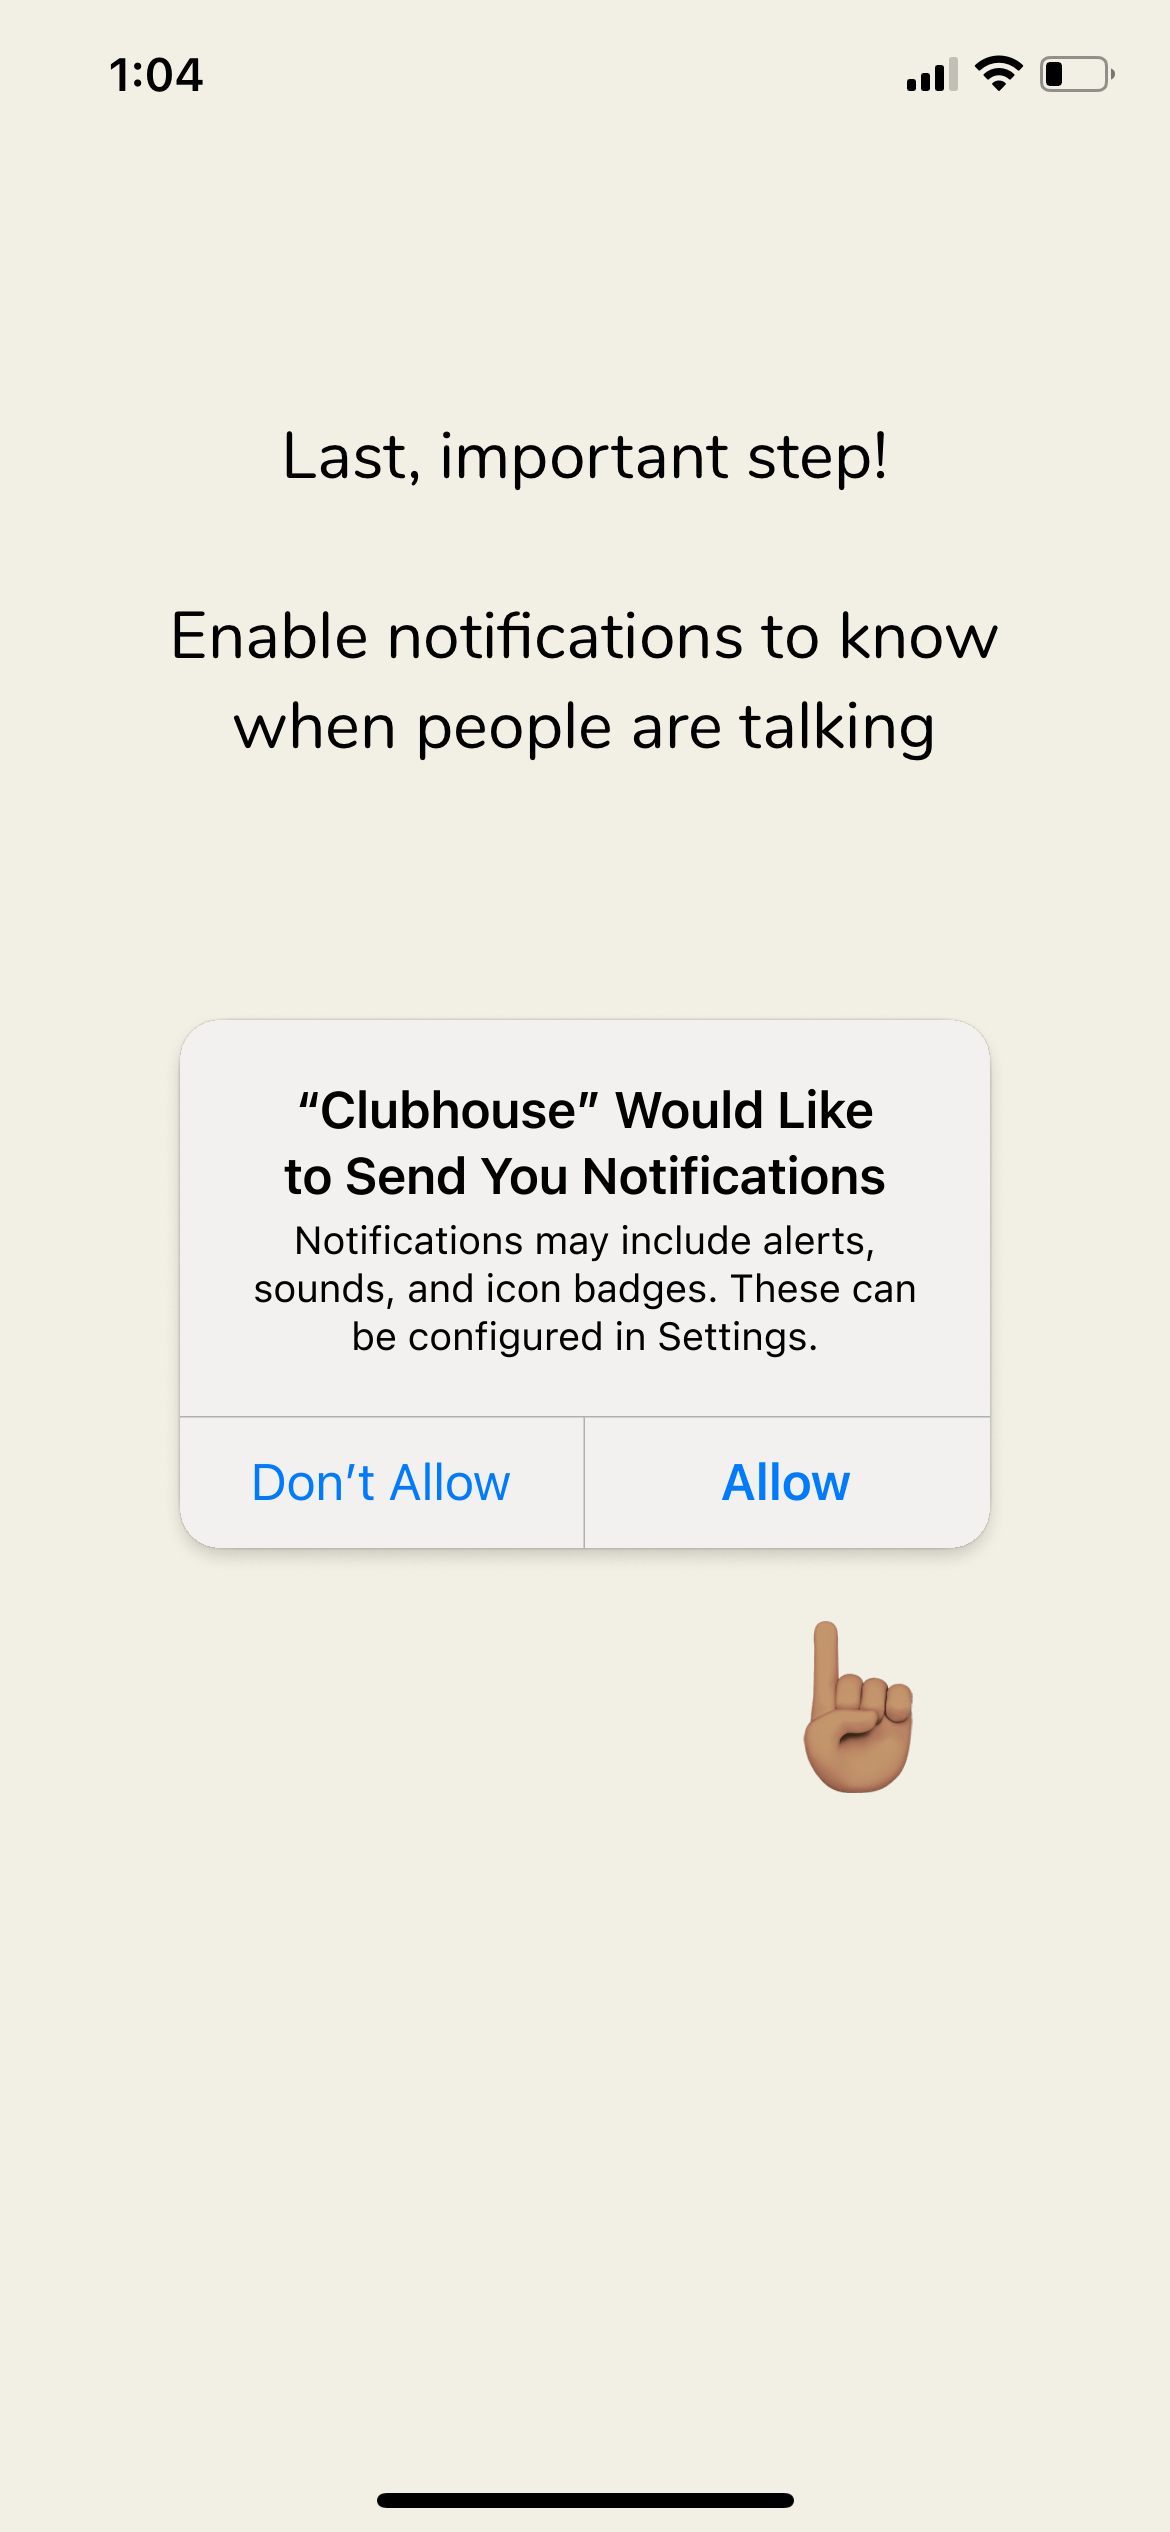 1:04
Last, important step!
Enable notifications to know
when people are talking
“Clubhouse” Would Like
to Send You Notifications
Notifications may include alerts,
sounds, and icon badges. These can
be configured in Settings.
Don’t Allow
Allow